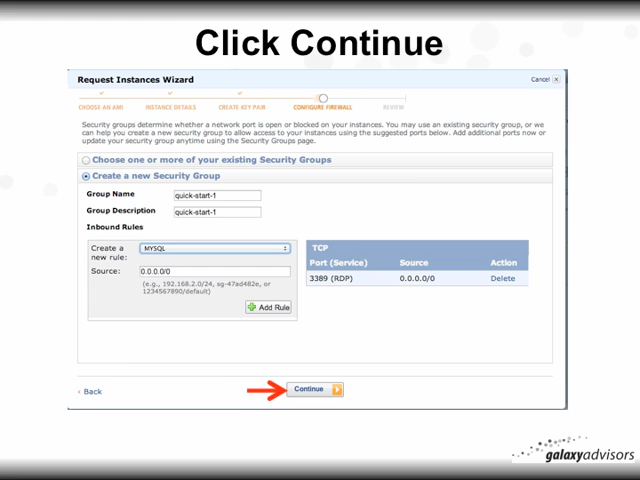 Click Continue
Request Instances Wizard
Cancel
CHOOSE AN AMI INSTANCE DETAILS CREATE KEY PAIR CONFIGURE FIREWALL REVIEW
Security groups determine whether a network port is open or blocked on your instances. You may use an existing security group, or we
can help you create a new security group to allow access to your instances using the suggested ports below. Add additional ports now or
update your security group anytime using the Security Groups page.
Choose one or more of your existing Security Groups
Create a new Security Group
Group Name quick-start-1
Group Description quick-start-1
Inbound Rules
Create a
new rule: MYSQL
Source: 0.0.0.0/0
(e.g., 192.168.2.0/24, sg-47ad482e, or
1234567890/default)
Add Rule
TCP
Port (Service) Source Action
3389 (RDP) 0.0.0.0/0 Delete
Back
Continue
galaxyadvisors